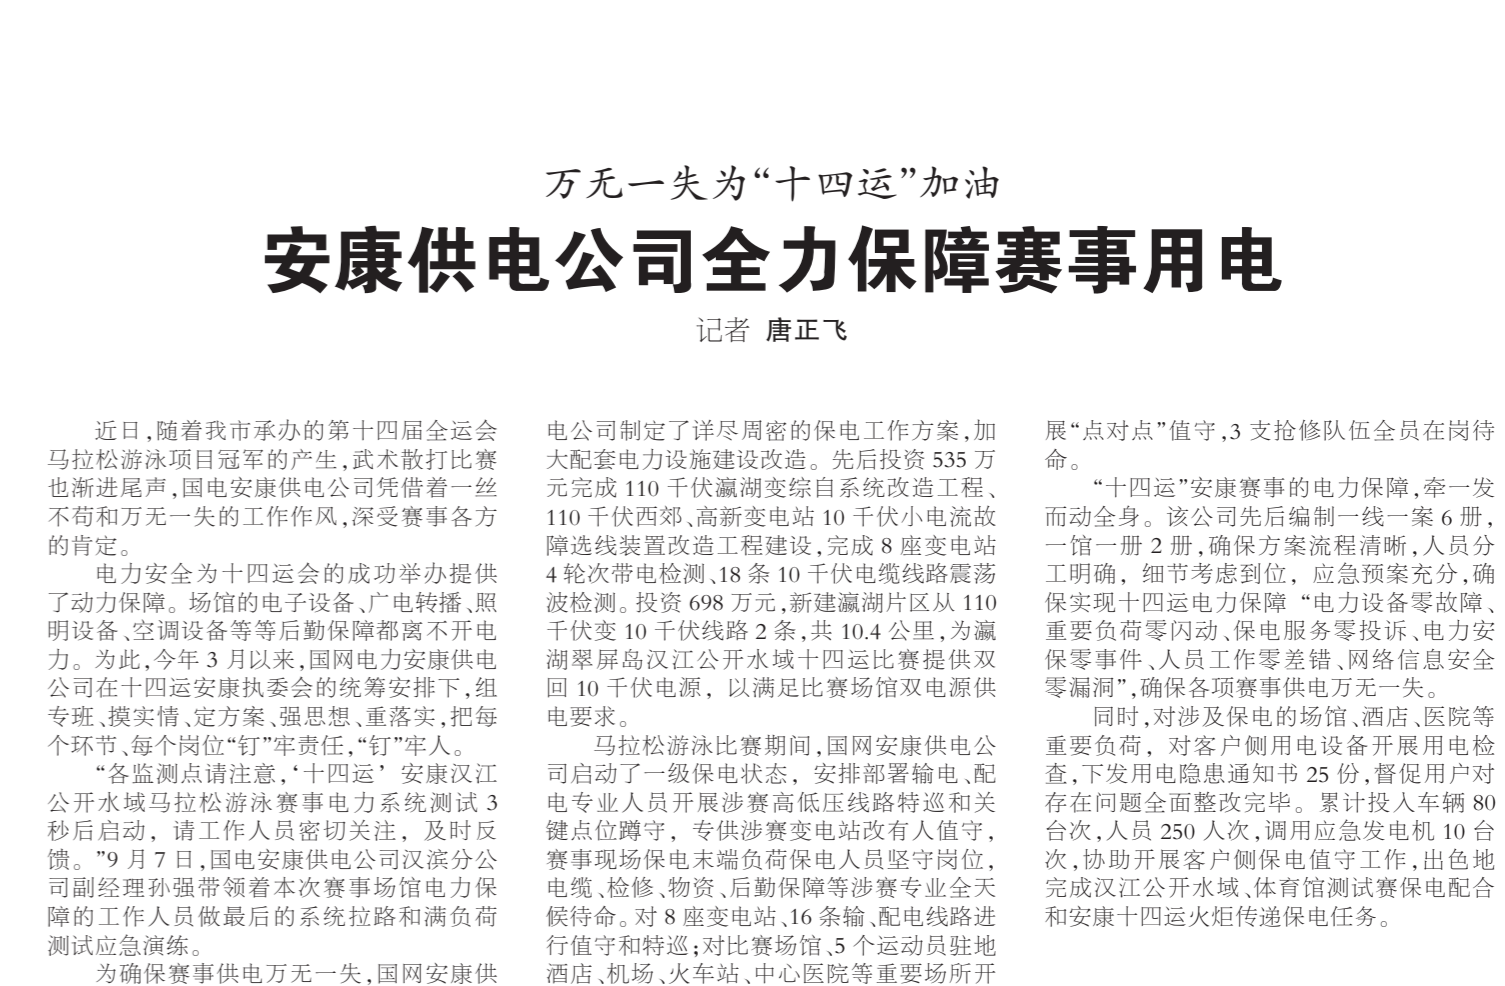 万无一失为“十四运”加油
安康供电公司全力保障赛事用电
记者 唐正飞
近日,随着我市承办的第十四届全运会
马拉松游泳项目冠军的产生,武术散打比赛
也渐进尾声,国电安康供电公司凭借着一丝
不苟和万无一失的工作作风,深受赛事各方
的肯定。
电力安全为十四运会的成功举办提供
了动力保障。场馆的电子设备、广电转播、照
明设备、空调设备等等后勤保障都离不开电
力。为此,今年 3 月以来,国网电力安康供电
公司在十四运安康执委会的统筹安排下,组
专班、摸实情、定方案、强思想、重落实,把每
个环节、每个岗位“钉”牢责任,“钉”牢人。
“各监测点请注意,‘十四运’ 安康汉江
公开水域马拉松游泳赛事电力系统测试 3
秒后启动, 请工作人员密切关注, 及时反
馈。”9 月 7 日,国电安康供电公司汉滨分公
司副经理孙强带领着本次赛事场馆电力保
障的工作人员做最后的系统拉路和满负荷
测试应急演练。
为确保赛事供电万无一失,国网安康供
电公司制定了详尽周密的保电工作方案,加
大配套电力设施建设改造。先后投资 535 万
元完成 110 千伏瀛湖变综自系统改造工程、
110 千伏西郊、高新变电站 10 千伏小电流故
障选线装置改造工程建设,完成 8 座变电站
4 轮次带电检测、18 条 10 千伏电缆线路震荡
波检测。投资 698 万元,新建瀛湖片区从 110
千伏变 10 千伏线路 2 条,共 10.4 公里,为瀛
湖翠屏岛汉江公开水域十四运比赛提供双
回 10 千伏电源, 以满足比赛场馆双电源供
电要求。
马拉松游泳比赛期间,国网安康供电公
司启动了一级保电状态, 安排部署输电、配
电专业人员开展涉赛高低压线路特巡和关
键点位蹲守, 专供涉赛变电站改有人值守,
赛事现场保电末端负荷保电人员坚守岗位,
电缆、检修、物资、后勤保障等涉赛专业全天
候待命。对 8 座变电站、16 条输、配电线路进
行值守和特巡;对比赛场馆、5 个运动员驻地
酒店、机场、火车站、中心医院等重要场所开
展“点对点”值守,3 支抢修队伍全员在岗待
命。
“十四运”安康赛事的电力保障,牵一发
而动全身。该公司先后编制一线一案 6 册,
一馆一册 2 册,确保方案流程清晰,人员分
工明确, 细节考虑到位, 应急预案充分,确
保实现十四运电力保障 “电力设备零故障、
重要负荷零闪动、保电服务零投诉、电力安
保零事件、人员工作零差错、网络信息安全
零漏洞”,确保各项赛事供电万无一失。
同时,对涉及保电的场馆、酒店、医院等
重要负荷, 对客户侧用电设备开展用电检
查,下发用电隐患通知书 25 份,督促用户对
存在问题全面整改完毕。累计投入车辆 80
台次,人员 250 人次,调用应急发电机 10 台
次,协助开展客户侧保电值守工作,出色地
完成汉江公开水域、体育馆测试赛保电配合
和安康十四运火炬传递保电任务。